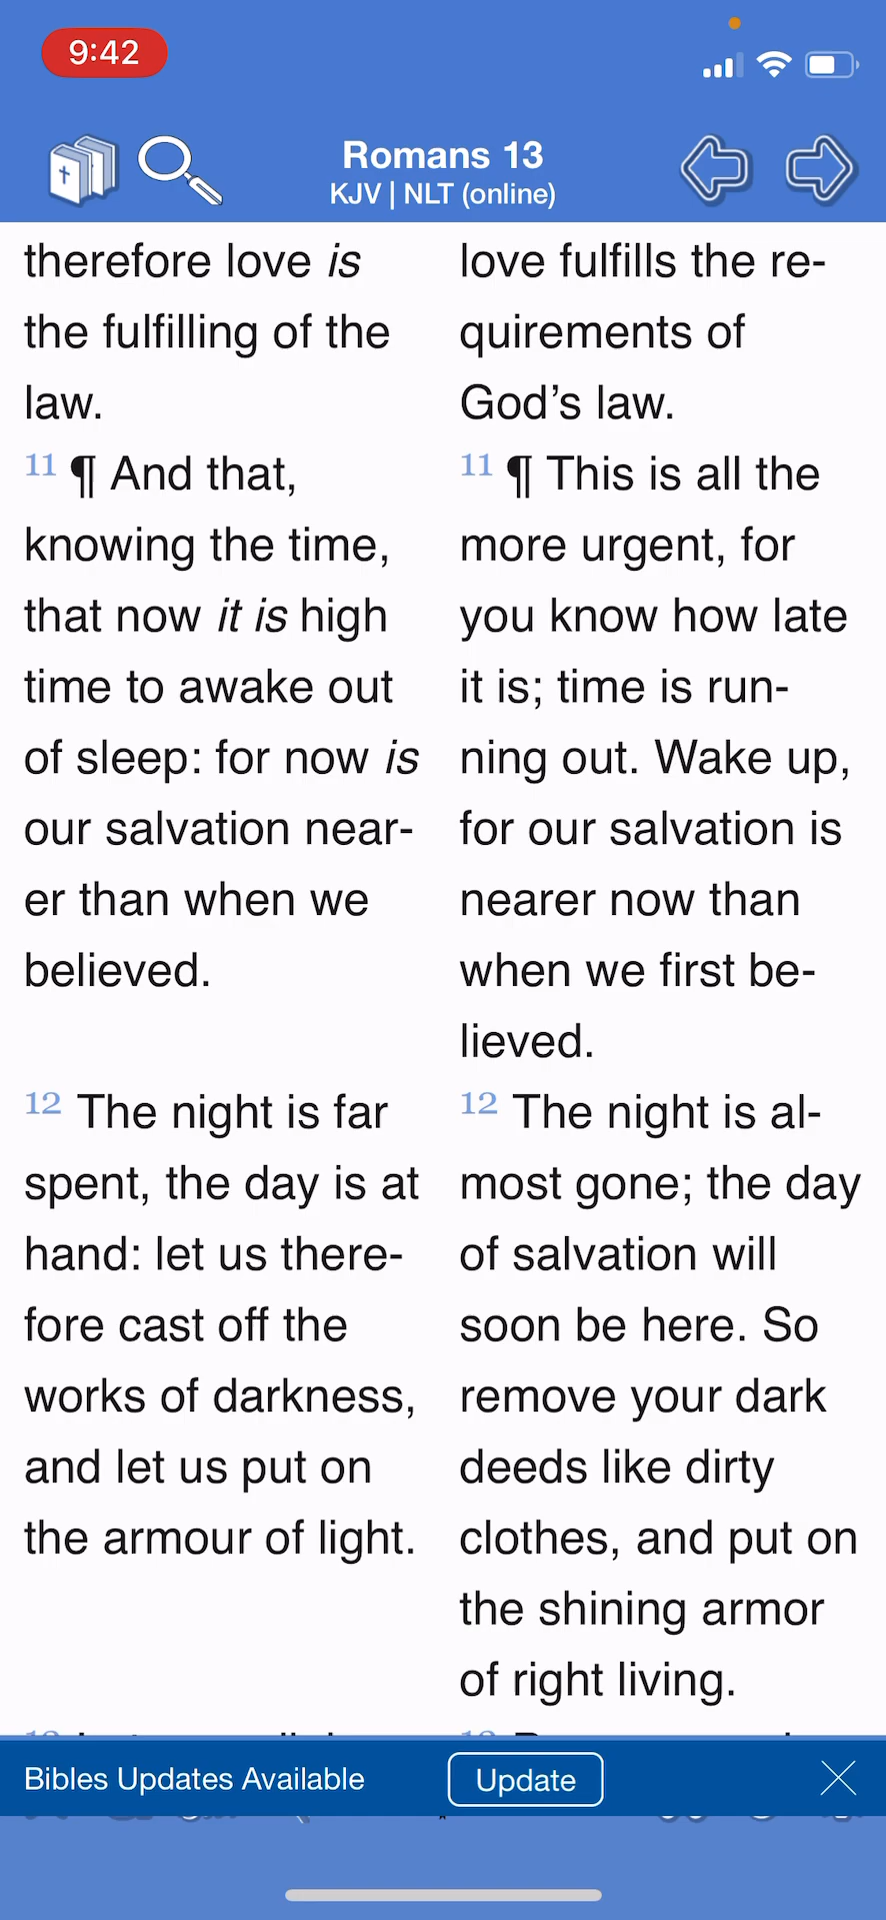 9:42
Romans 13
KJV | NLT (online)
therefore love is
the fulfilling of the
law.
11 ¶ And that,
knowing the time,
that now it is high
time to awake out
of sleep: for now is
our salvation near-
er than when we
believed.
12 The night is far
spent, the day is at
hand: let us there-
fore cast off the
works of darkness,
and let us put on
the armour of light.
love fulfills the re-
quirements of
God's law.
11 ¶ This is all the
more urgent, for
you know how late
it is; time is run-
ning out. Wake up,
for our salvation is
nearer now than
when we first be-
lieved.
12 The night is al-
most gone; the day
of salvation will
soon be here. So
remove your dark
deeds like dirty
clothes, and put on
the shining armor
of right living.
Bibles Updates Available
Update